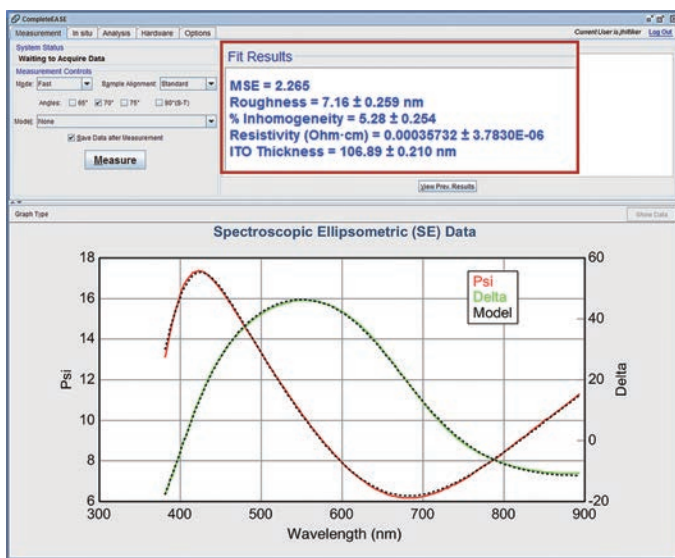 CompleteEASE
Measurement In situ Analysis Hardware Options
Current User is jhilfiker Log Out
System Status
Waiting to Acquire Data
Measurement Controls
Mode: Fast Sample Alignment: Standard
Angles: 65° 70° 75° 90°(S-T)
Model: None
Save Data after Measurement
Measure
Fit Results
MSE = 2.265
Roughness = 7.16 ± 0.259 nm
% Inhomogeneity = 5.28 ± 0.254
Resistivity (Ohm·cm) = 0.00035732 ± 3.7830E-06
ITO Thickness = 106.89 ± 0.210 nm
View Prev. Results
Graph Type
Show Data
Spectroscopic Ellipsometric (SE) Data
18
16
14
12
10
8
6
Psi
60
40
20
0
-20
Delta
Psi
Delta
Model
300 400 500 600 700 800 900
Wavelength (nm)